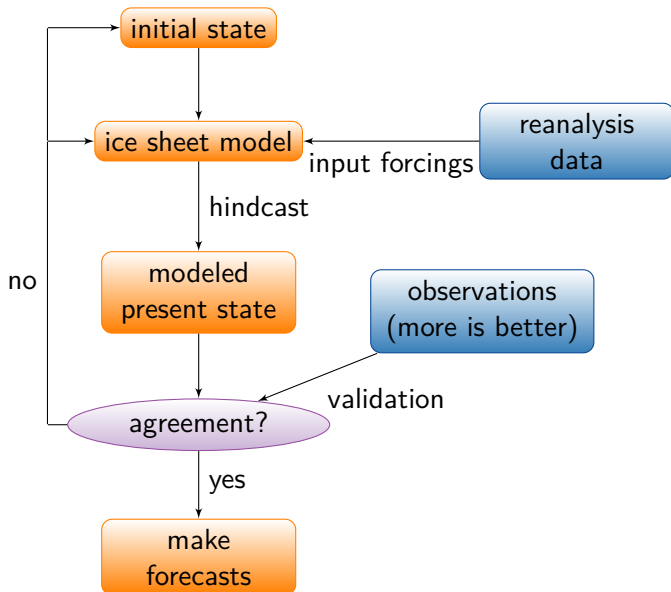 initial state
ice sheet model
reanalysis
data
input forcings
hindcast
no
modeled
present state
observations
(more is better)
validation
agreement?
yes
make
forecasts